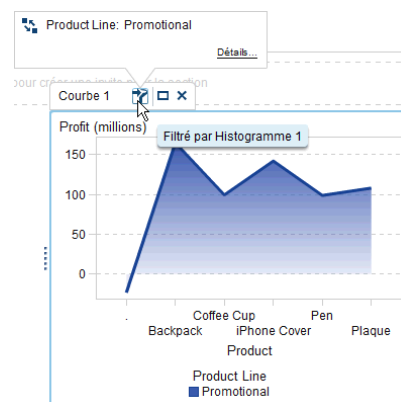 Product Line: Promotional
Détails...
pour créer une invite pour la section
Courbe 1
Filtré par Histogramme 1
Profit (millions)
150
100
50
0
.
Coffee Cup
Pen
Backpack
iPhone Cover
Plaque
Product
Product Line
Promotional